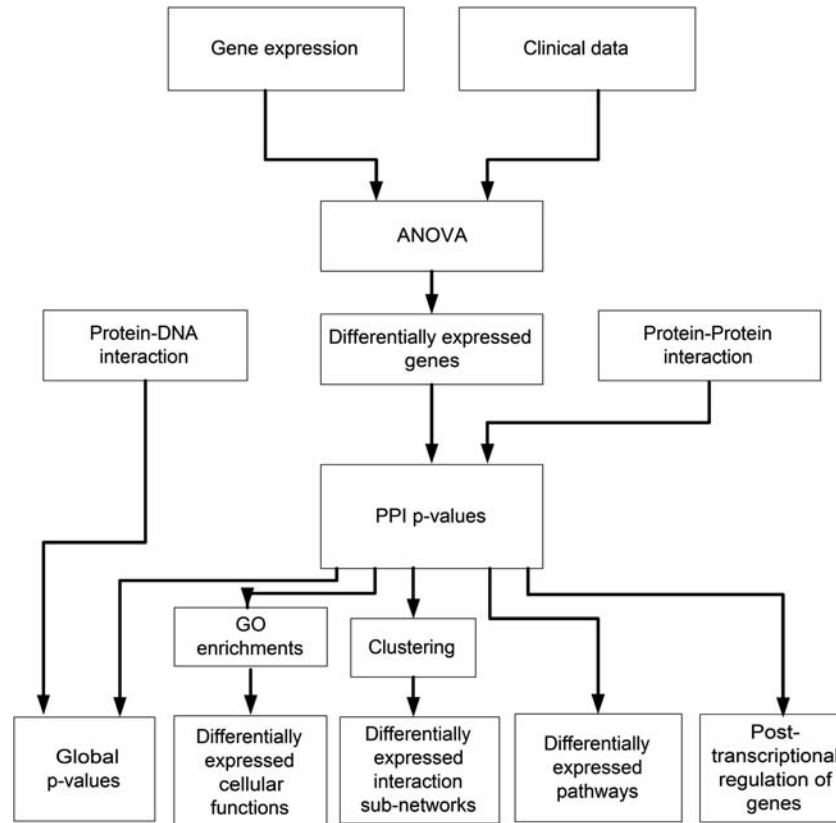 Gene expression
Clinical data
ANOVA
Protein-DNA
interaction
Differentially expressed
genes
Protein-Protein
interaction
PPI p-values
GO
enrichments
Clustering
Global
p-values
Differentially
expressed
cellular
functions
Differentially
expressed
interaction
sub-networks
Differentially
expressed
pathways
Post-
transcriptional
regulation of
genes